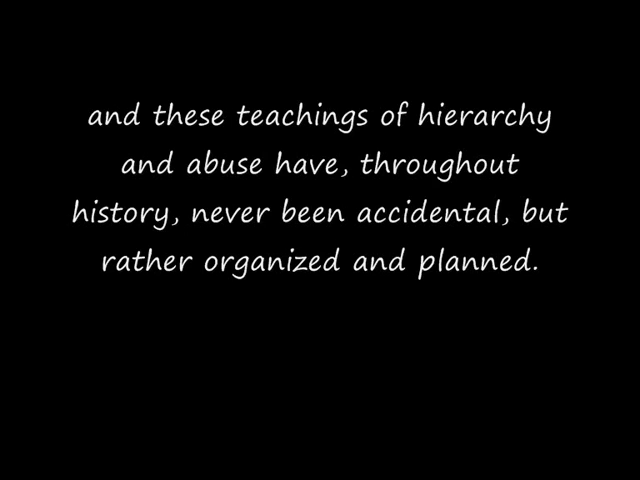 and these teachings of hierarchy
and abuse have, throughout
history, never been accidental, but
rather organized and planned.